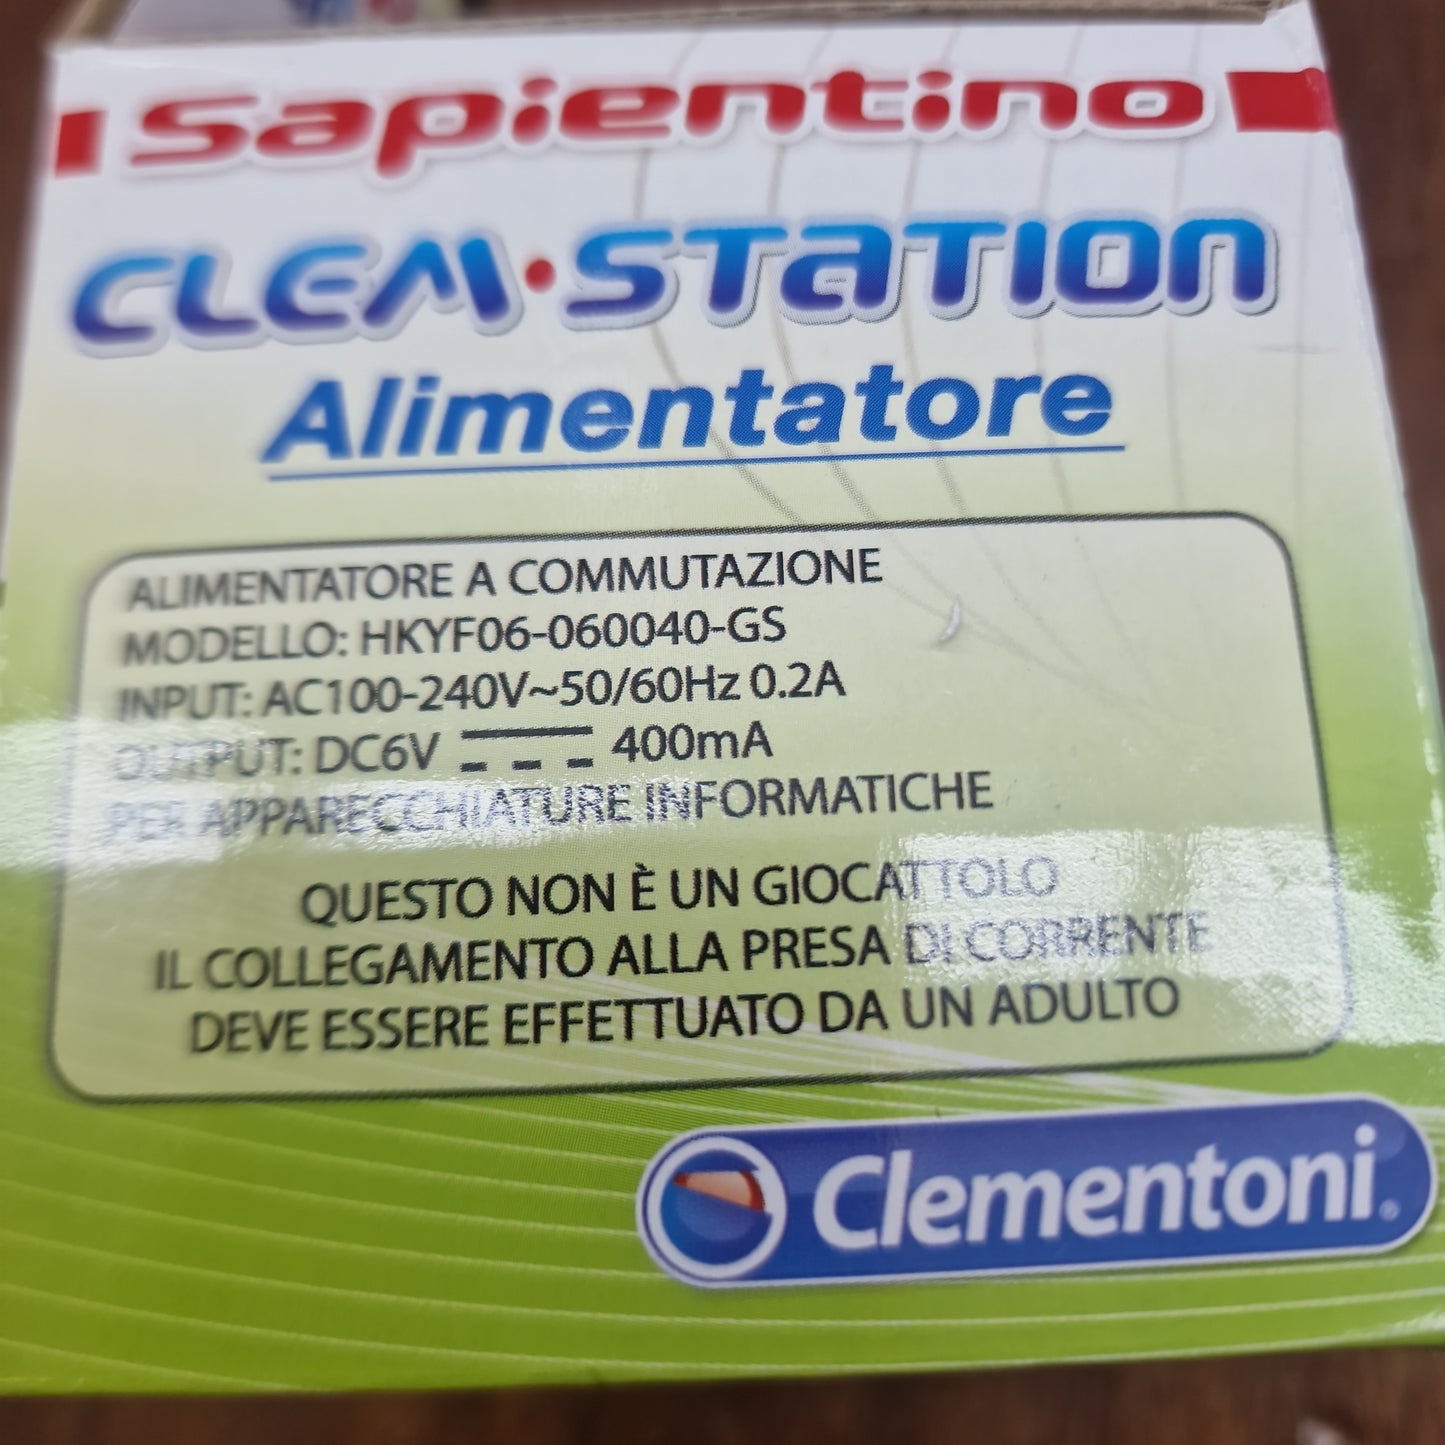 Sapientino
CLEM•STATION
Alimentatore
ALIMENTATORE A COMMUTAZIONE
MODELLO: HKYF06-060040-GS
INPUT: AC100-240V~50/60Hz 0.2A
OUTPUT: DC6V ⎓ 400mA
PER APPARECCHIATURE INFORMATICHE
QUESTO NON È UN GIOCATTOLO
IL COLLEGAMENTO ALLA PRESA DI CORRENTE
DEVE ESSERE EFFETTUATO DA UN ADULTO
Clementoni®